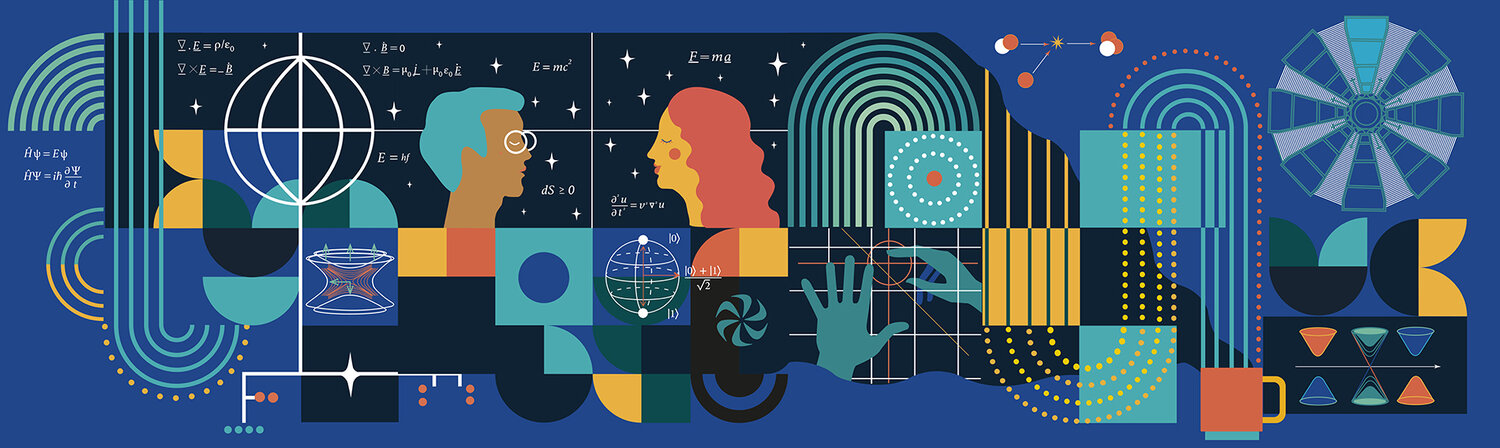 ∇ . E = ρ/ε₀
∇ × E = -Ḃ
∇ . B = 0
∇ × B = μ₀ j + μ₀ ε₀ Ė
E = mc²
F = ma
Ĥψ = Eψ
ĤΨ = iħ ∂Ψ/∂t
E = hf
dS ≥ 0
∂²u/∂t² = v² ∇² u
|0⟩
|0⟩ + |1⟩/√2
|1⟩